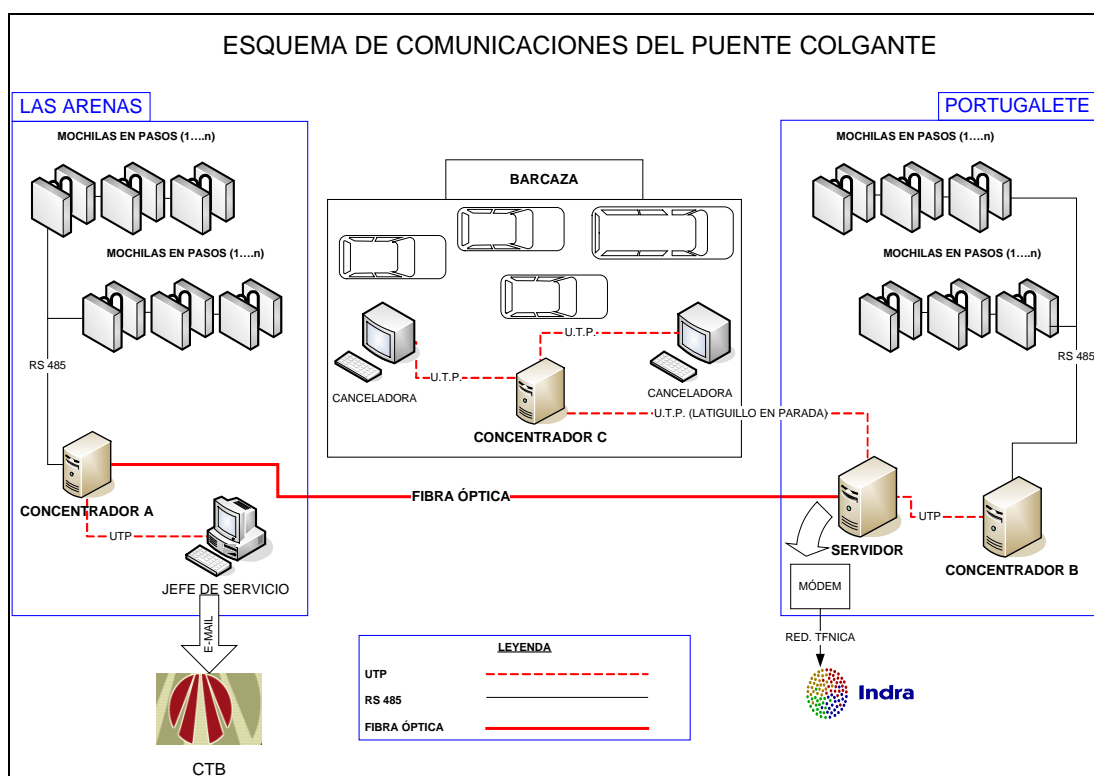 ESQUEMA DE COMUNICACIONES DEL PUENTE COLGANTE
LAS ARENAS
MOCHILAS EN PASOS (1....n)
MOCHILAS EN PASOS (1....n)
RS 485
CONCENTRADOR A
UTP
JEFE DE SERVICIO
E-MAIL
CTB
BARCAZA
CANCELADORA
U.T.P.
U.T.P.
CANCELADORA
CONCENTRADOR C
U.T.P. (LATIGUILLO EN PARADA)
FIBRA ÓPTICA
PORTUGALETE
MOCHILAS EN PASOS (1....n)
MOCHILAS EN PASOS (1....n)
RS 485
SERVIDOR
UTP
CONCENTRADOR B
MÓDEM
RED. TFNICA
Indra
LEYENDA
UTP
RS 485
FIBRA ÓPTICA